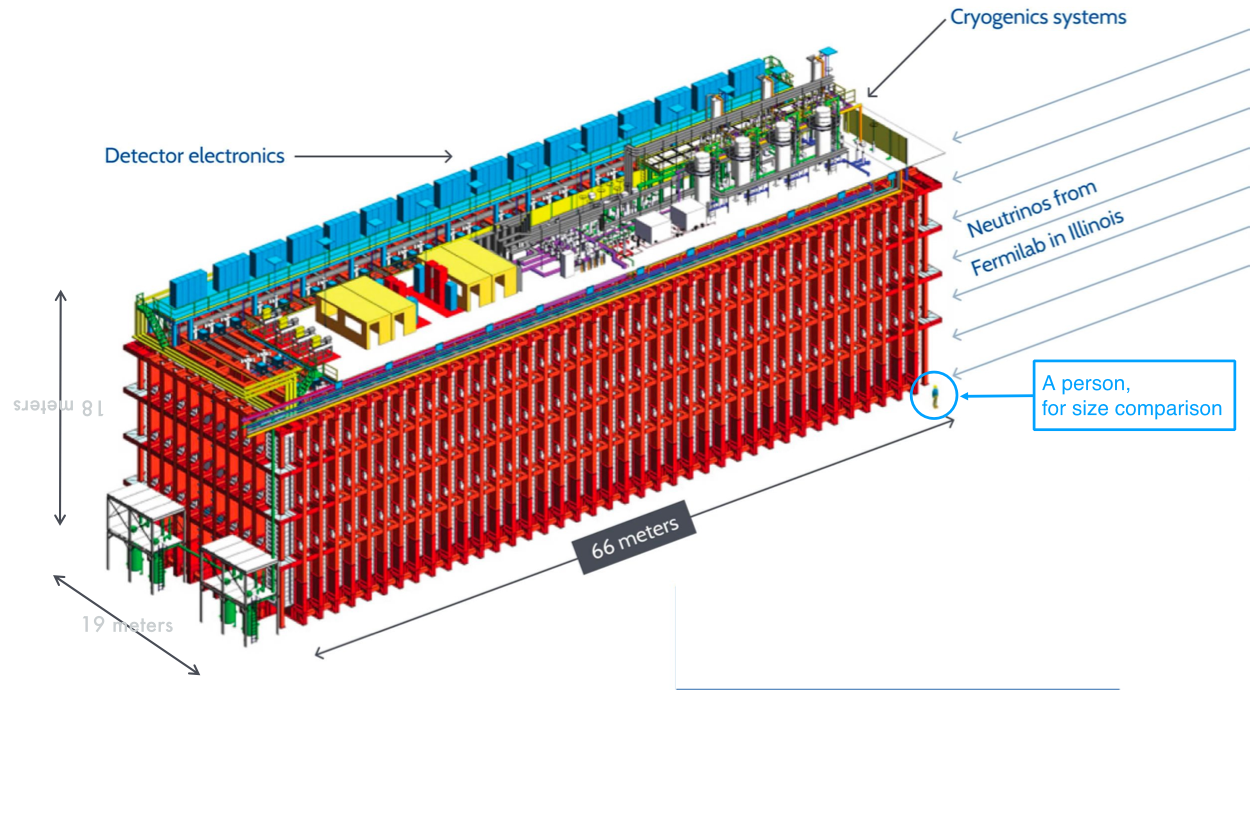 Cryogenics systems
Detector electronics
Neutrinos from
Fermilab in Illinois
A person,
for size comparison
18 meters
66 meters
19 meters